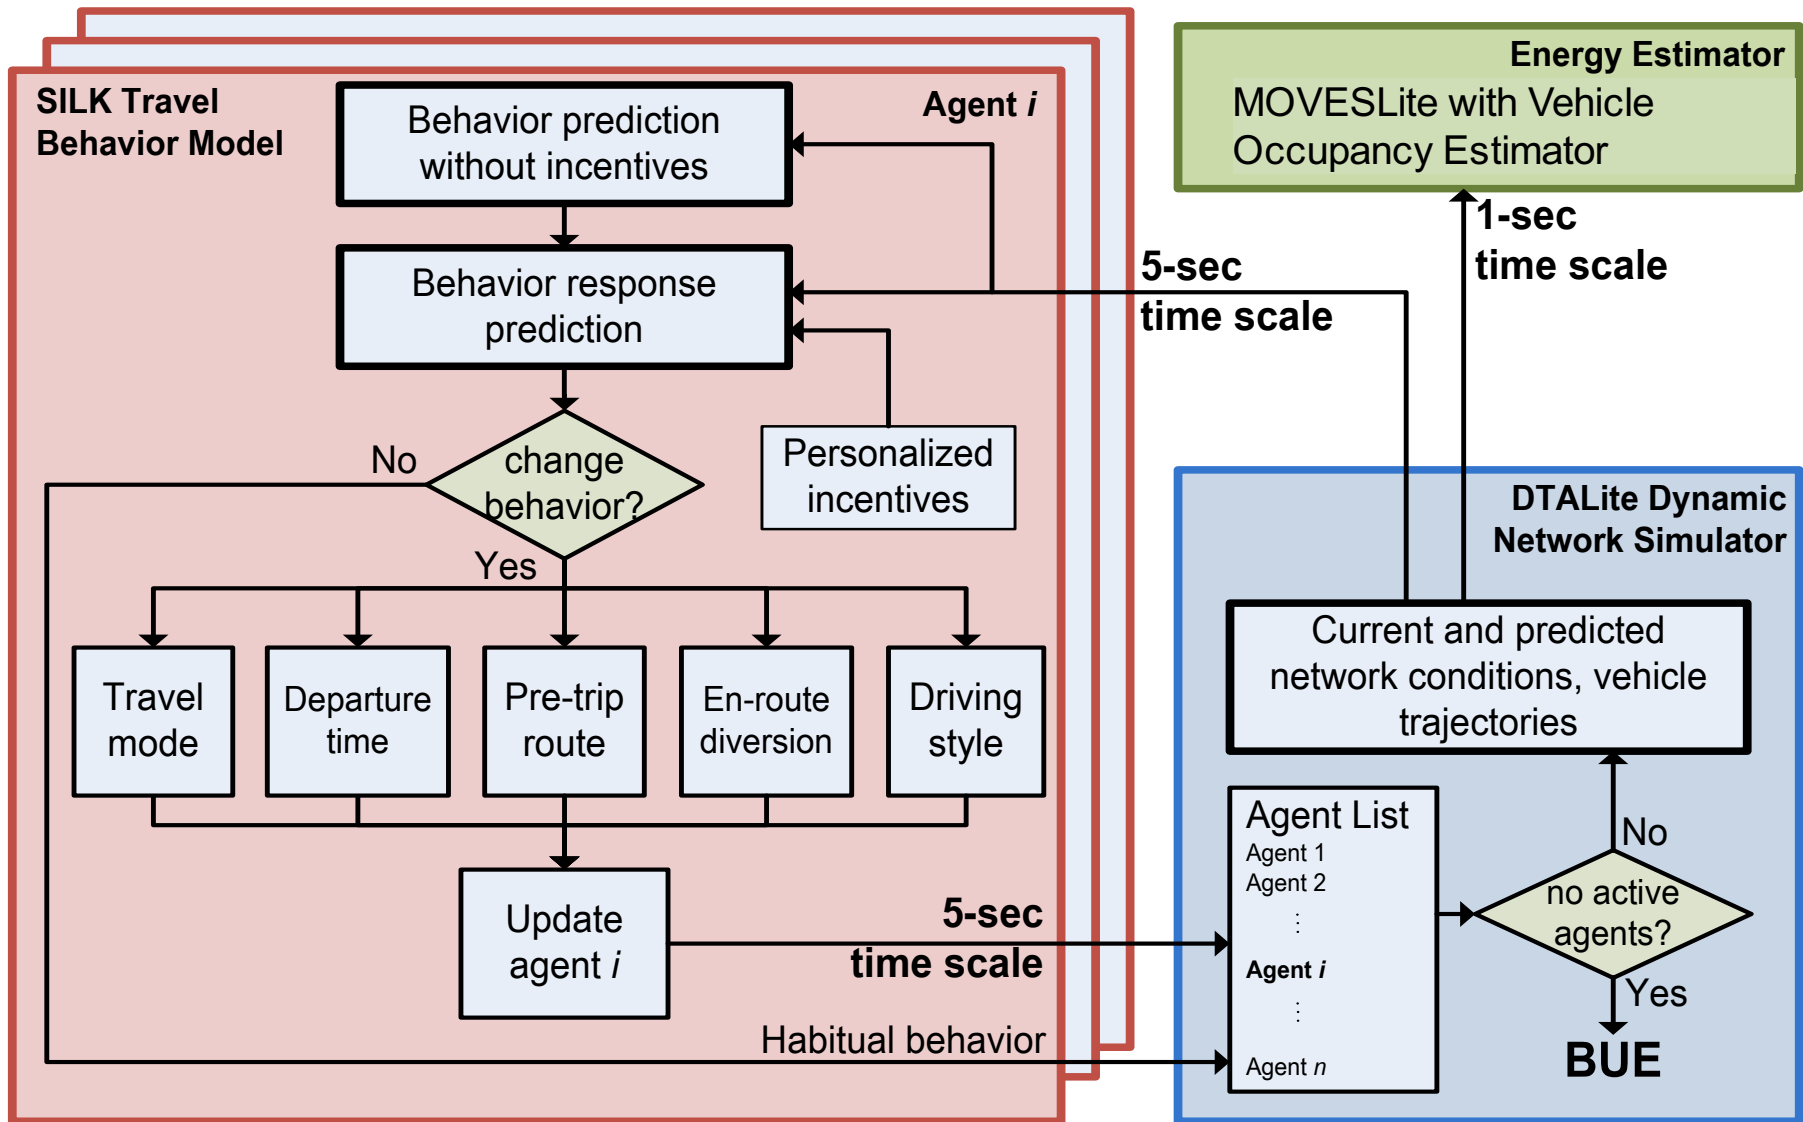 SILK Travel
Behavior Model
Agent i
Behavior prediction
without incentives
Behavior response
prediction
change
behavior?
No
Yes
Personalized
incentives
Travel
mode
Departure
time
Pre-trip
route
En-route
diversion
Driving
style
Update
agent i
5-sec
time scale
Habitual behavior
5-sec
time scale
Energy Estimator
MOVESLite with Vehicle
Occupancy Estimator
1-sec
time scale
DTALite Dynamic
Network Simulator
Current and predicted
network conditions, vehicle
trajectories
Agent List
Agent 1
Agent 2
⋮
Agent i
⋮
Agent n
No
no active
agents?
Yes
BUE